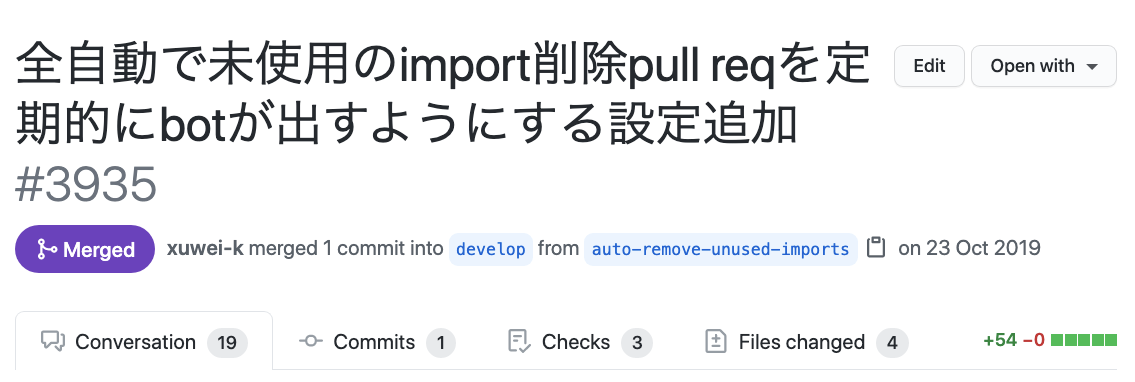 全自動で未使用のimport削除pull reqを定
期的にbotが出すようにする設定追加
#3935
Edit
Open with
Merged
xuwei-k merged 1 commit into develop from auto-remove-unused-imports on 23 Oct 2019
Conversation 19
Commits 1
Checks 3
Files changed 4
+54 −0